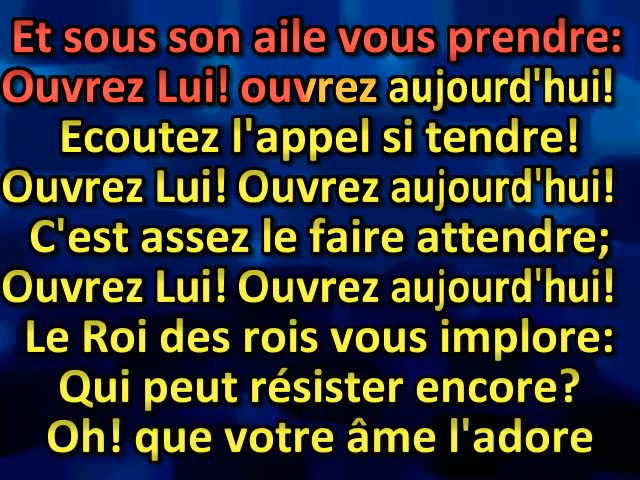 Et sous son aile vous prendre:
Ouvrez Lui! ouvrez aujourd'hui!
Ecoutez l'appel si tendre!
Ouvrez Lui! Ouvrez aujourd'hui!
C'est assez le faire attendre;
Ouvrez Lui! Ouvrez aujourd'hui!
Le Roi des rois vous implore:
Qui peut résister encore?
Oh! que votre âme l'adore